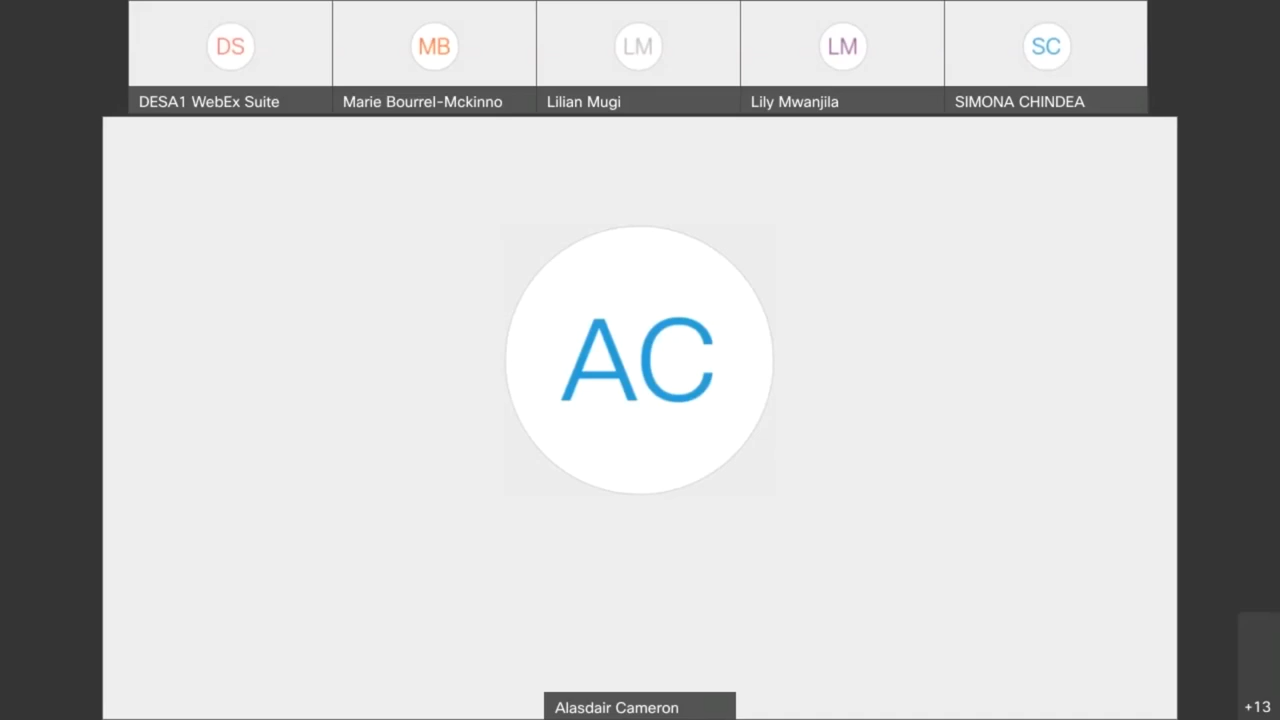 DS
MB
LM
LM
SC
DESA1 WebEx Suite
Marie Bourrel-Mckinno
Lilian Mugi
Lily Mwanjila
SIMONA CHINDEA
AC
Alasdair Cameron
+13